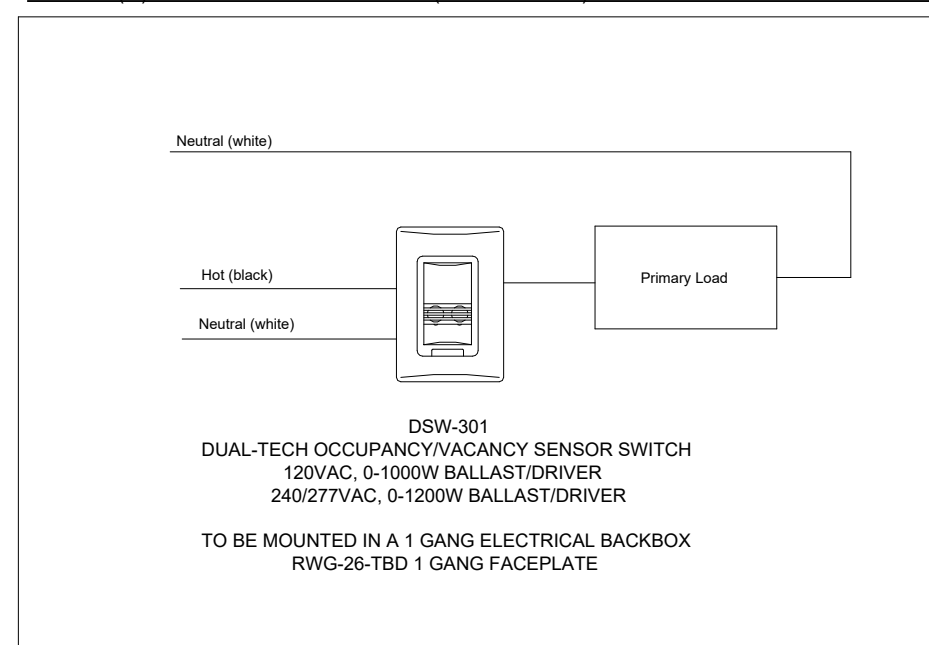 Neutral (white)
Hot (black)
Primary Load
Neutral (white)
DSW-301
DUAL-TECH OCCUPANCY/VACANCY SENSOR SWITCH
120VAC, 0-1000W BALLAST/DRIVER
240/277VAC, 0-1200W BALLAST/DRIVER
TO BE MOUNTED IN A 1 GANG ELECTRICAL BACKBOX
RWG-26-TBD 1 GANG FACEPLATE